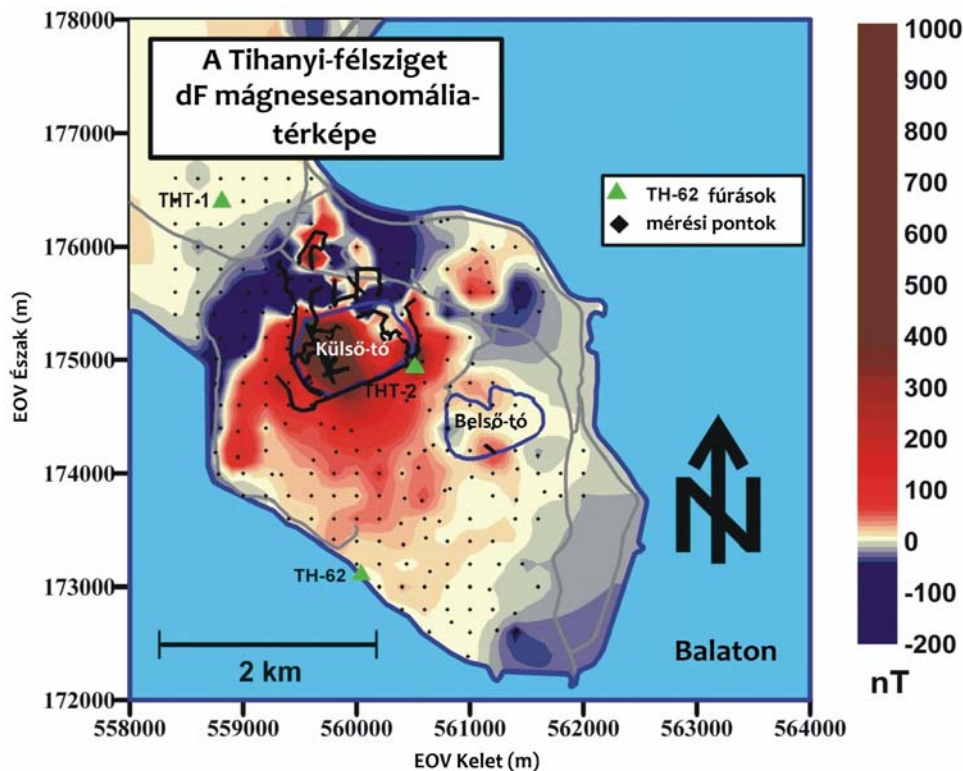 A Tihanyi-félsziget
dF mágnesesanomália-
térképe
TH-62 fúrások
mérési pontok
THT-1
Külső-tó
THT-2
Belső-tó
TH-62
2 km
N
Balaton
EOV Észak (m)
178000
177000
176000
175000
174000
173000
172000
558000 559000 560000 561000 562000 563000 564000
EOV Kelet (m)
1000
900
800
700
600
500
400
300
200
100
0
-100
-200
nT